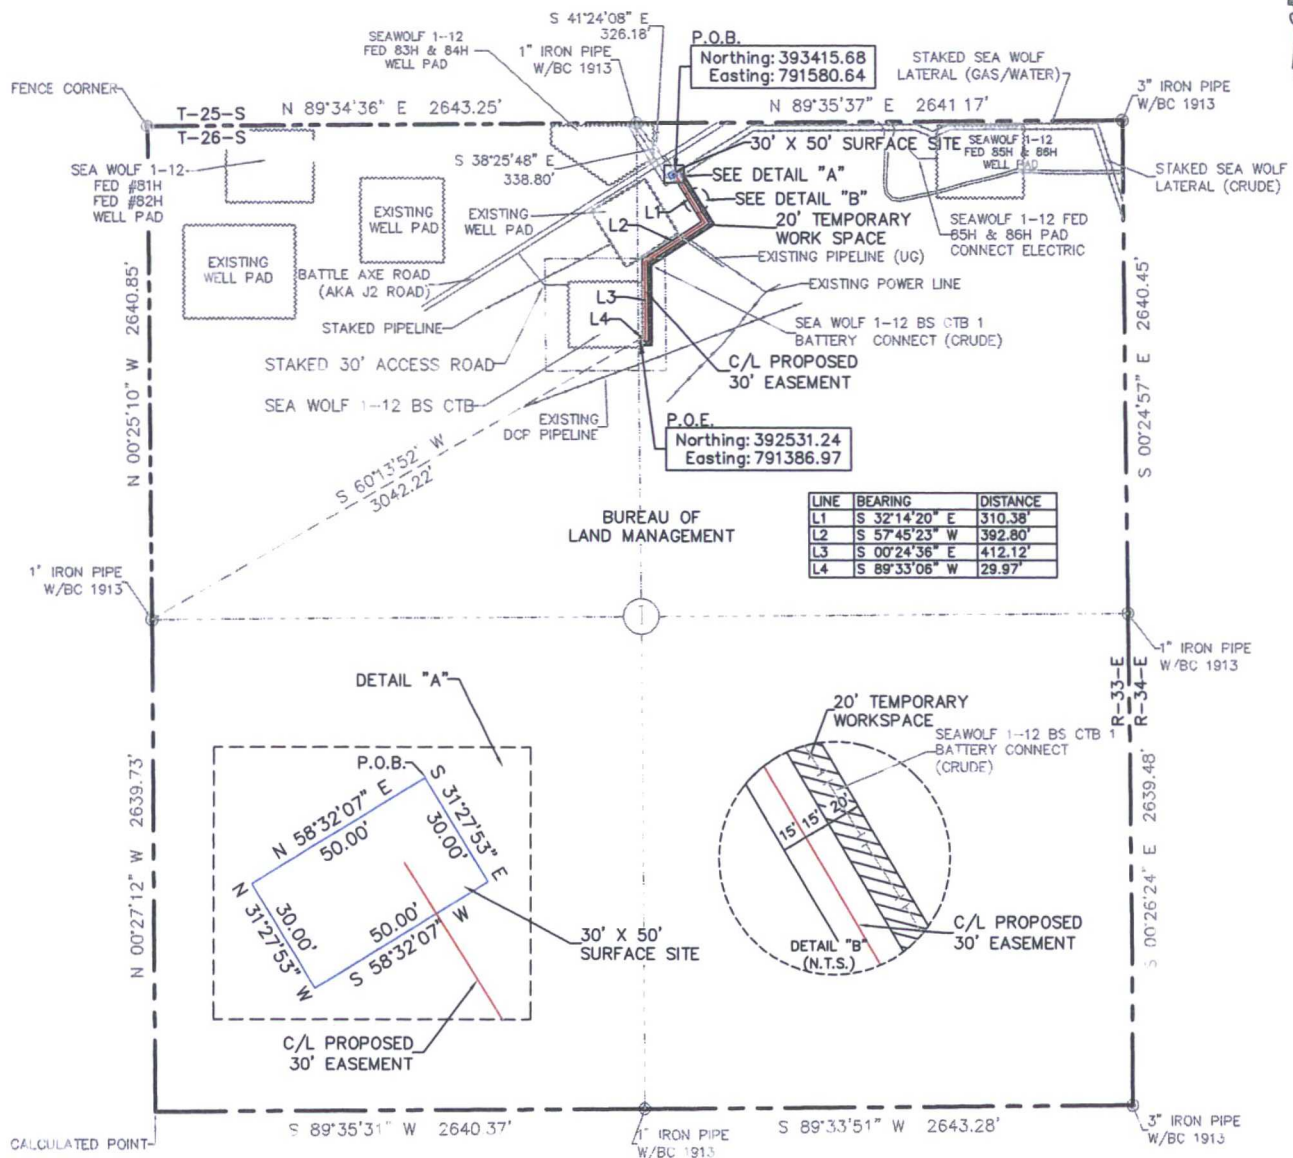 S 41°24'08" E
326.18'
SEAWOLF 1-12
FED 83H & 84H
WELL PAD
1" IRON PIPE
W/BC 1913
P.O.B.
Northing: 393415.68
Easting: 791580.64
STAKED SEA WOLF
LATERAL (GAS/WATER)
3" IRON PIPE
W/BC 1913
FENCE CORNER
T-25-S
T-26-S
N 89°34'36" E 2643.25'
N 89°35'37" E 2641 17'
SEA WOLF 1-12
FED #81H
FED #82H
WELL PAD
S 38°25'48" E
338.80'
30' X 50' SURFACE SITE
SEAWOLF 1-12
FED 85H & 86H
WELL PAD
STAKED SEA WOLF
LATERAL (CRUDE)
SEE DETAIL "A"
SEE DETAIL "B"
20' TEMPORARY
WORK SPACE
EXISTING
WELL PAD
EXISTING
WELL PAD
EXISTING
WELL PAD
L1
L2
L3
L4
SEAWOLF 1-12 FED
85H & 86H PAD
CONNECT ELECTRIC
EXISTING PIPELINE (UG)
EXISTING POWER LINE
BATTLE AXE ROAD
(AKA J2 ROAD)
STAKED PIPELINE
STAKED 30' ACCESS ROAD
SEA WOLF 1-12 BS CTB
SEA WOLF 1-12 BS CTB 1
BATTERY CONNECT (CRUDE)
C/L PROPOSED
30' EASEMENT
EXISTING
DCP PIPELINE
P.O.E.
Northing: 392531.24
Easting: 791386.97
N 00°25'10" W 2640.85'
S 00°24'57" E 2640.45'
S 60°13'52" W
3042.22'
BUREAU OF
LAND MANAGEMENT
LINE BEARING DISTANCE
L1 S 32°14'20" E 310.38'
L2 S 57°45'23" W 392.80'
L3 S 00°24'36" E 412.12'
L4 S 89°33'06" W 29.97'
1' IRON PIPE
W/BC 1913
1
1" IRON PIPE
W/BC 1913
R-33-E
R-34-E
DETAIL "A"
P.O.B.
N 58°32'07" E
50.00'
S 31°27'53" E
30.00'
N 31°27'53" W
30.00'
S 58°32'07" W
50.00'
30' X 50'
SURFACE SITE
C/L PROPOSED
30' EASEMENT
20' TEMPORARY
WORKSPACE
SEAWOLF 1-12 BS CTB 1
BATTERY CONNECT
(CRUDE)
15' 15' 20'
DETAIL "B"
(N.T.S.)
C/L PROPOSED
30' EASEMENT
N 00°27'12" W 2639.73'
S 00°26'24" E 2639.48'
CALCULATED POINT
S 89°35'31" W 2640.37'
1" IRON PIPE
W/BC 1913
S 89°33'51" W 2643.28'
3" IRON PIPE
W/BC 1913